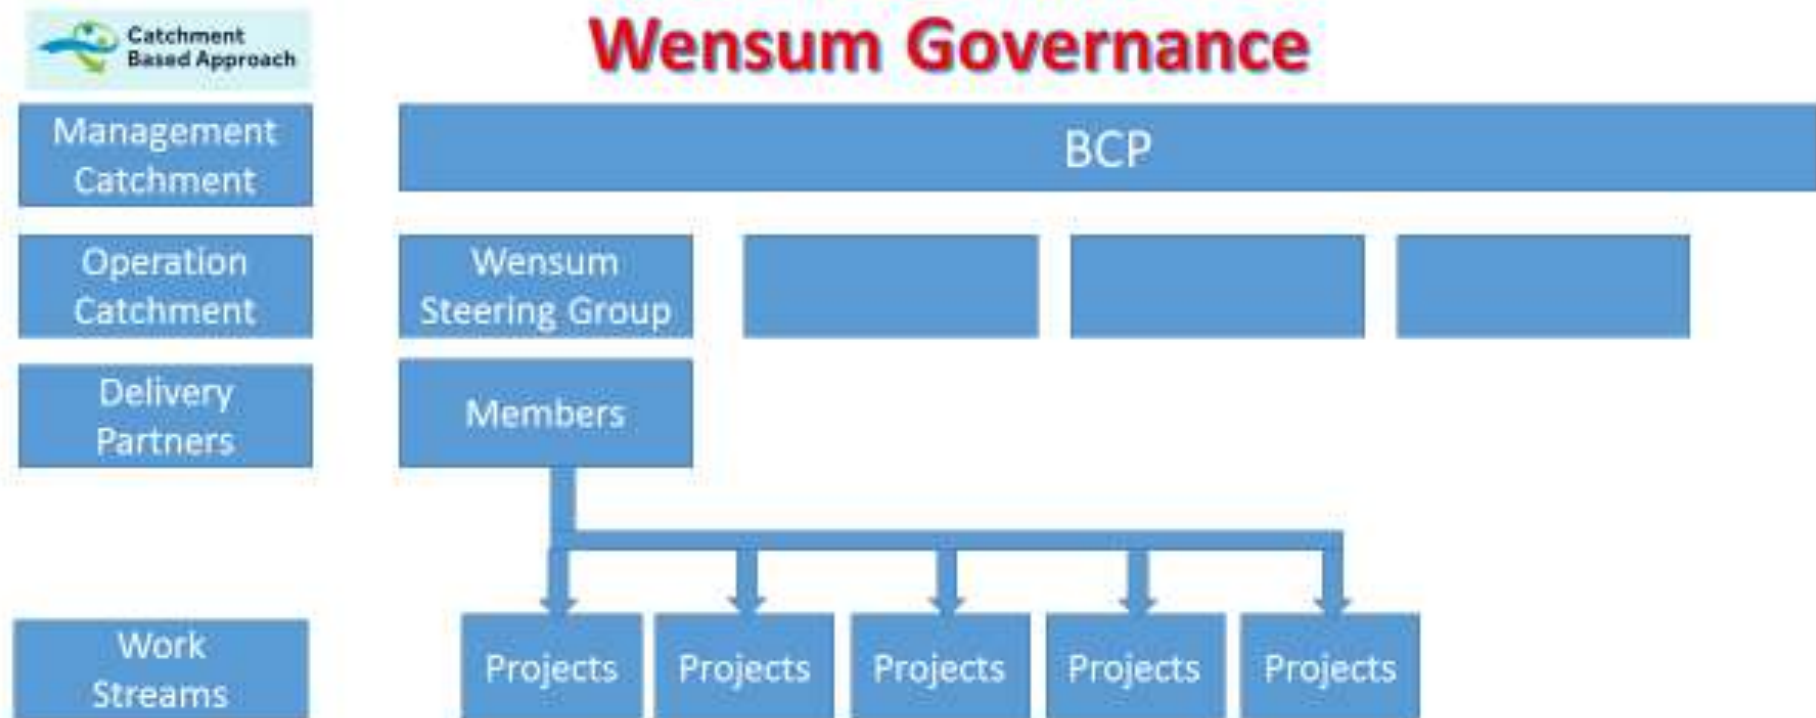 Catchment
Based Approach
Wensum Governance
Management
Catchment
BCP
Operation
Catchment
Wensum
Steering Group
Delivery
Partners
Members
Work
Streams
Projects
Projects
Projects
Projects
Projects